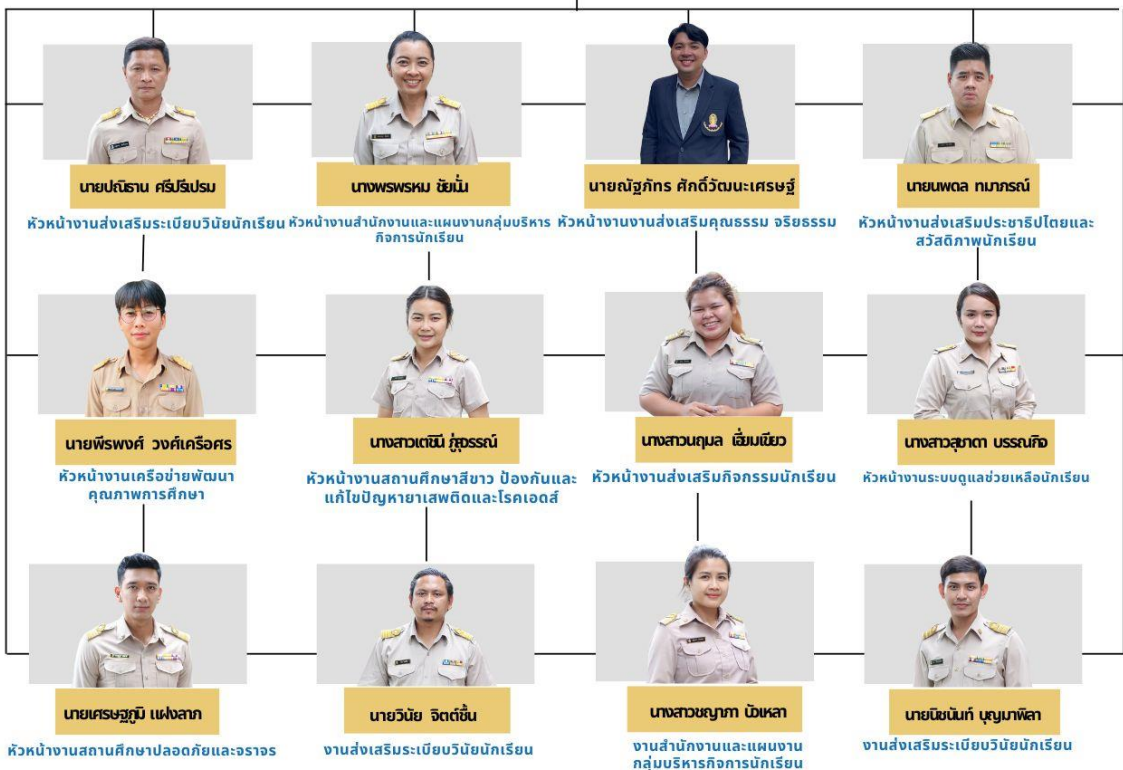 นายปณิธาน ศรีปรีเปรม
นางพรพรหม ชัยมั่น
นายณัฐภัทร ศักดิ์วัฒนะเศรษฐ์
นายนพดล ทมาภรณ์
หัวหน้างานส่งเสริมระเบียบวินัยนักเรียน
หัวหน้างานสำนักงานและแผนงานกลุ่มบริหาร
กิจการนักเรียน
หัวหน้างานงานส่งเสริมคุณธรรม จริยธรรม
หัวหน้างานส่งเสริมประชาธิปไตยและ
สวัสดิภาพนักเรียน
นายพีรพงศ์ วงศ์เครือศร
นางสาวเตชินี ภู่สุวรรณ์
นางสาวนฤมล เอี่ยมเขียว
นางสาวสุชาดา บรรณกิจ
หัวหน้างานเครือข่ายพัฒนา
คุณภาพการศึกษา
หัวหน้างานสถานศึกษาสีขาว ป้องกันและ
แก้ไขปัญหายาเสพติดและโรคเอดส์
หัวหน้างานส่งเสริมกิจกรรมนักเรียน
หัวหน้างานระบบดูแลช่วยเหลือนักเรียน
นายเศรษฐภูมิ แฝงลาภ
นายวินัย จิตต์ชื้น
นางสาวชญาภา บัวเหลา
นายนิชนันท์ บุญมาพิลา
หัวหน้างานสถานศึกษาปลอดภัยและจราจร
งานส่งเสริมระเบียบวินัยนักเรียน
งานสำนักงานและแผนงาน
กลุ่มบริหารกิจการนักเรียน
งานส่งเสริมระเบียบวินัยนักเรียน